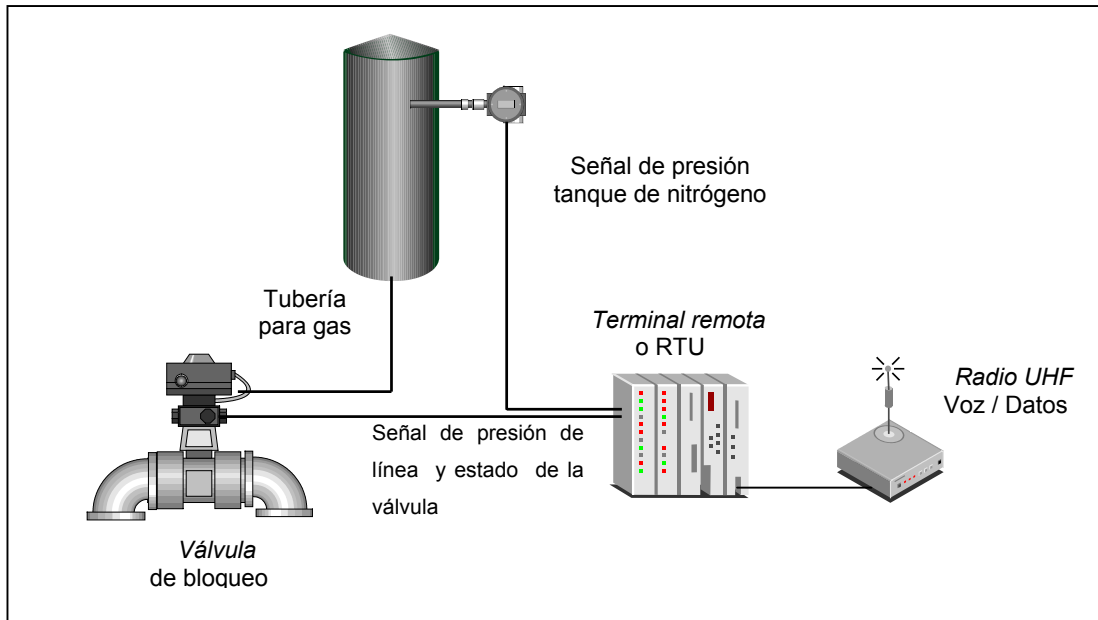 Señal de presión
tanque de nitrógeno
Tubería
para gas
Terminal remota
o RTU
Radio UHF
Voz / Datos
Señal de presión de
línea y estado de la
válvula
Válvula
de bloqueo